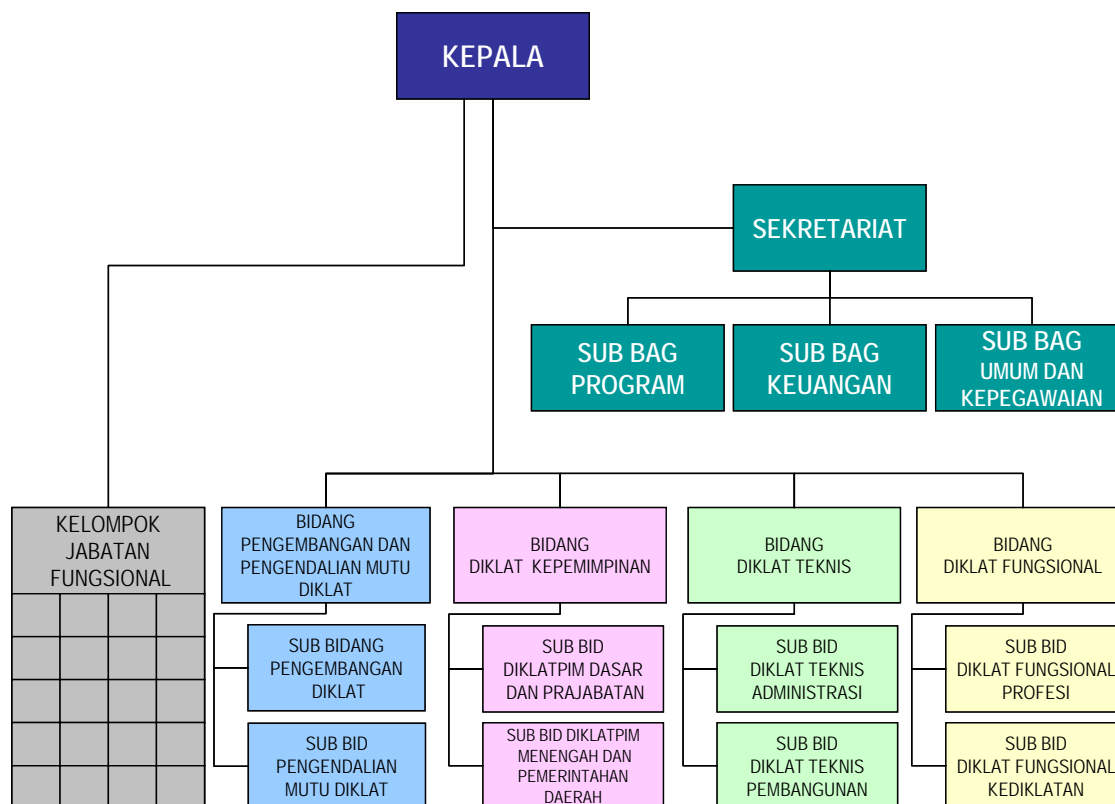 KEPALA
SEKRETARIAT
SUB BAG
PROGRAM
SUB BAG
KEUANGAN
SUB BAG
UMUM DAN
KEPEGAWAIAN
KELOMPOK
JABATAN
FUNGSIONAL
BIDANG
PENGEMBANGAN DAN
PENGENDALIAN MUTU
DIKLAT
BIDANG
DIKLAT KEPEMIMPINAN
BIDANG
DIKLAT TEKNIS
BIDANG
DIKLAT FUNGSIONAL
SUB BIDANG
PENGEMBANGAN
DIKLAT
SUB BID
DIKLATPIM DASAR
DAN PRAJABATAN
SUB BID
DIKLAT TEKNIS
ADMINISTRASI
SUB BID
DIKLAT FUNGSIONAL
PROFESI
SUB BID
PENGENDALIAN
MUTU DIKLAT
SUB BID DIKLATPIM
MENENGAH DAN
PEMERINTAHAN
DAERAH
SUB BID
DIKLAT TEKNIS
PEMBANGUNAN
SUB BID
DIKLAT FUNGSIONAL
KEDIKLATAN